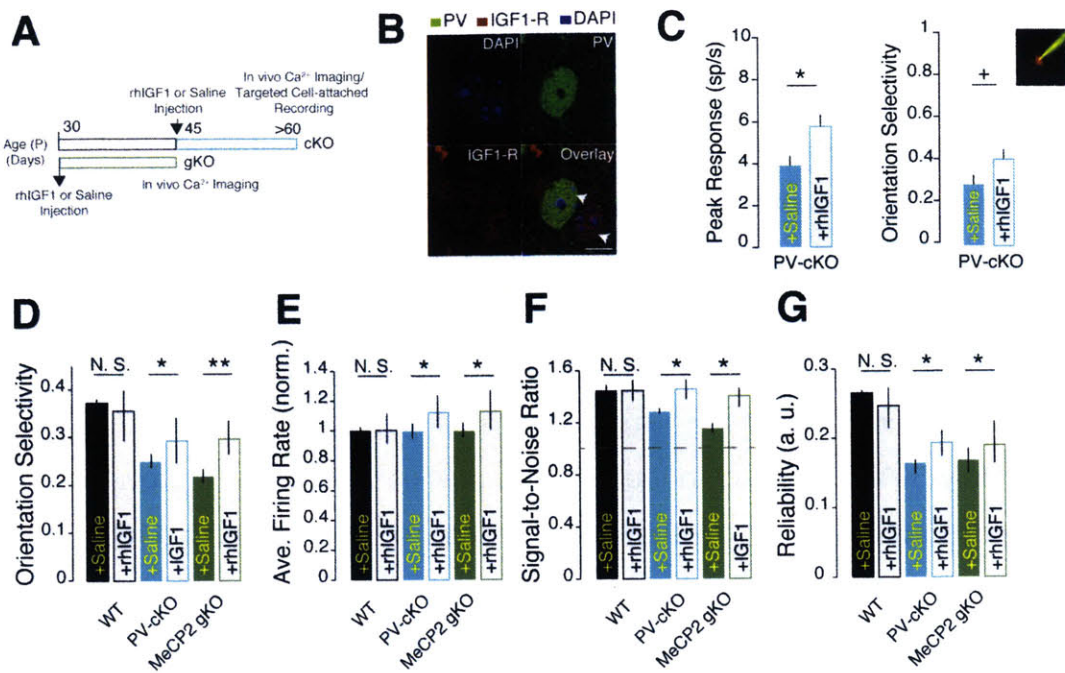 A
rhIGF1 or Saline
Injection
In vivo Ca²⁺ Imaging/
Targeted Cell-attached
Recording
30
45
>60
Age (P)
(Days)
cKO
gKO
rhIGF1 or Saline
Injection
In vivo Ca²⁺ Imaging
B
PV IGF1-R DAPI
DAPI
PV
IGF1-R
Overlay
C
Peak Response (sp/s)
10
8
6
4
2
0
*
+Saline
+rhIGF1
PV-cKO
Orientation Selectivity
1
0.8
0.6
0.4
0.2
0
+
+Saline
+rhIGF1
PV-cKO
D
Orientation Selectivity
0.4
0.3
0.2
0.1
0
N. S.
*
**
+Saline
+rhIGF1
+Saline
+IGF1
+Saline
+rhIGF1
WT
PV-cKO
MeCP2 gKO
E
Ave. Firing Rate (norm.)
1.4
1.2
1
0.8
0.6
0.4
0.2
0
N. S.
*
*
+Saline
+rhIGF1
+Saline
+rhIGF1
+Saline
+rhIGF1
WT
PV-cKO
MeCP2 gKO
F
Signal-to-Noise Ratio
1.6
1.2
0.8
0.4
0
N. S.
*
*
+Saline
+rhIGF1
+Saline
+rhIGF1
+Saline
+IGF1
WT
PV-cKO
MeCP2 gKO
G
Reliability (a. u.)
0.3
0.2
0.1
0
N.S.
*
*
+Saline
+rhIGF1
+Saline
+rhIGF1
+Saline
+rhIGF1
WT
PV-cKO
MeCP2 gKO